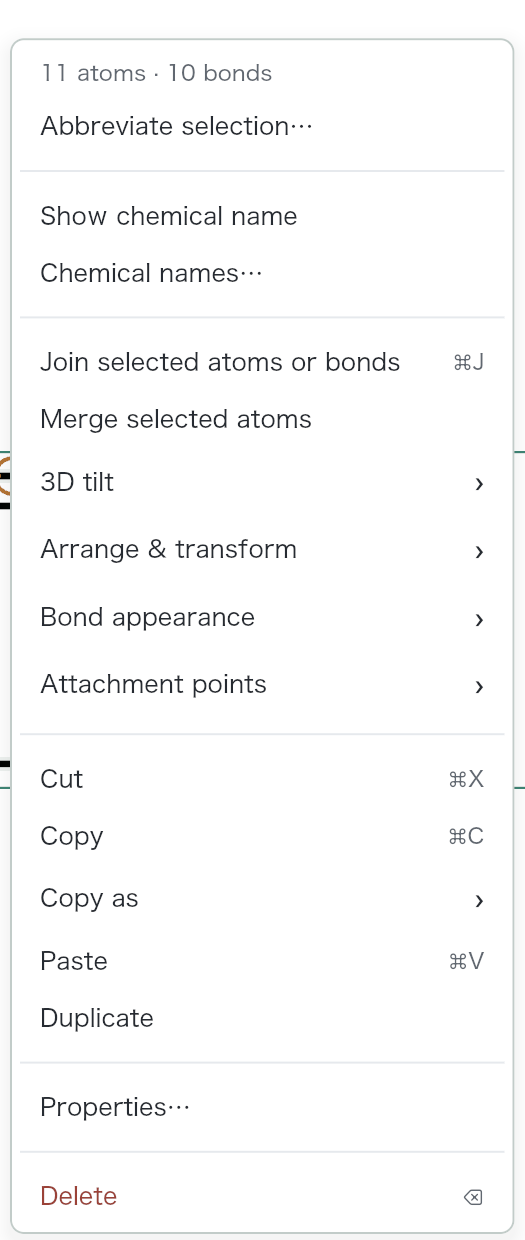 11 atoms · 10 bonds
Abbreviate selection⋯
Show chemical name
Chemical names⋯
Join selected atoms or bonds ⌘J
Merge selected atoms
3D tilt ›
Arrange & transform ›
Bond appearance ›
Attachment points ›
Cut ⌘X
Copy ⌘C
Copy as ›
Paste ⌘V
Duplicate
Properties⋯
Delete ⌫